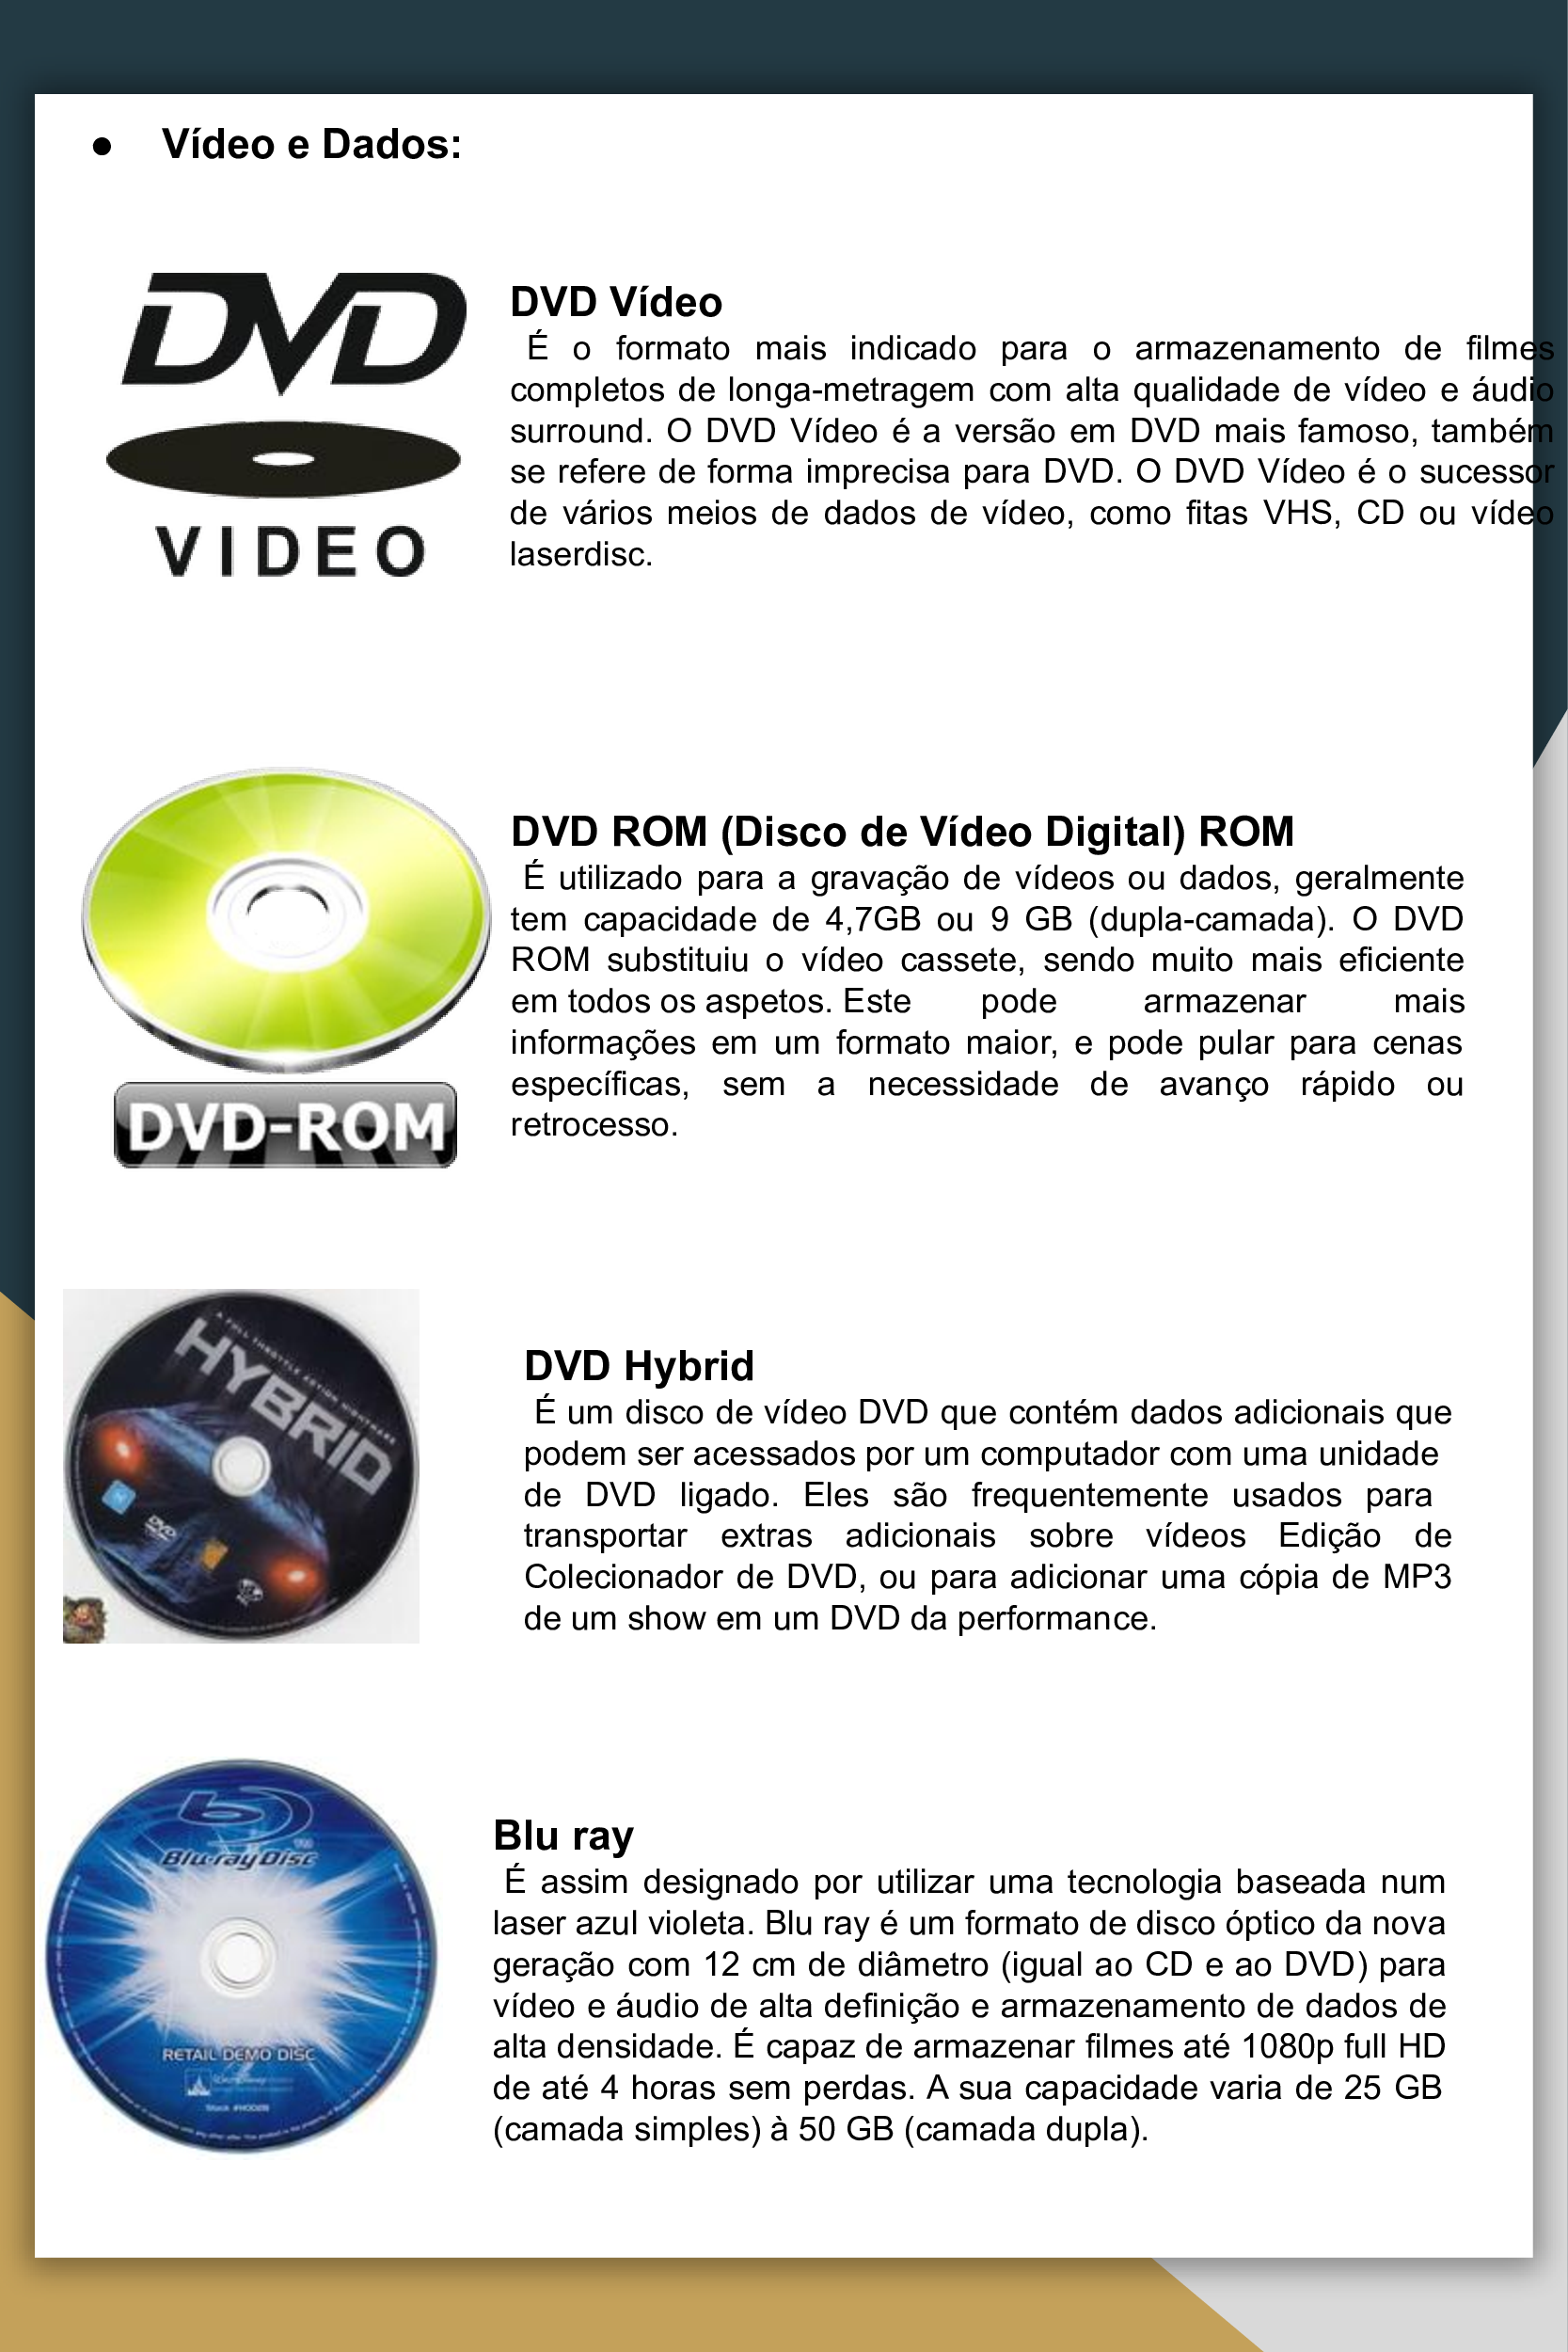 ● Vídeo e Dados:
DVD
VIDEO
DVD Vídeo
É o formato mais indicado para o armazenamento de filmes
completos de longa-metragem com alta qualidade de vídeo e áudio
surround. O DVD Vídeo é a versão em DVD mais famoso, também
se refere de forma imprecisa para DVD. O DVD Vídeo é o sucessor
de vários meios de dados de vídeo, como fitas VHS, CD ou vídeo
laserdisc.
DVD-ROM
DVD ROM (Disco de Vídeo Digital) ROM
É utilizado para a gravação de vídeos ou dados, geralmente
tem capacidade de 4,7GB ou 9 GB (dupla-camada). O DVD
ROM substituiu o vídeo cassete, sendo muito mais eficiente
em todos os aspetos. Este pode armazenar mais
informações em um formato maior, e pode pular para cenas
específicas, sem a necessidade de avanço rápido ou
retrocesso.
A FULL THROTTLE ACTION NIGHTMARE
HYBRID
DVD
DVD Hybrid
É um disco de vídeo DVD que contém dados adicionais que
podem ser acessados por um computador com uma unidade
de DVD ligado. Eles são frequentemente usados para
transportar extras adicionais sobre vídeos Edição de
Colecionador de DVD, ou para adicionar uma cópia de MP3
de um show em um DVD da performance.
TM
Blu-ray Disc
RETAIL DEMO DISC
Blu ray
É assim designado por utilizar uma tecnologia baseada num
laser azul violeta. Blu ray é um formato de disco óptico da nova
geração com 12 cm de diâmetro (igual ao CD e ao DVD) para
vídeo e áudio de alta definição e armazenamento de dados de
alta densidade. É capaz de armazenar filmes até 1080p full HD
de até 4 horas sem perdas. A sua capacidade varia de 25 GB
(camada simples) à 50 GB (camada dupla).